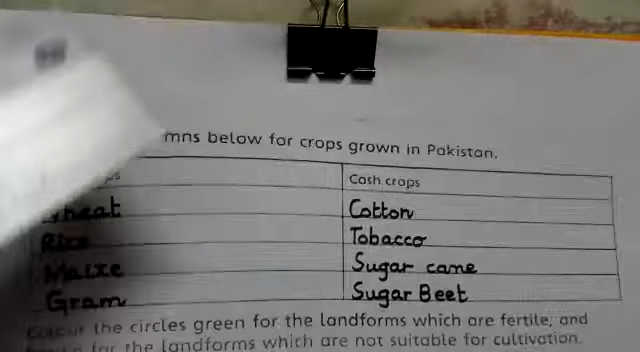 mns below for crops grown in Pakistan.
Cash crops
Wheat Cotton
Rice Tobacco
Maize Sugar cane
Gram Sugar Beet
Colour the circles green for the landforms which are fertile, and
for the landforms which are not suitable for cultivation.